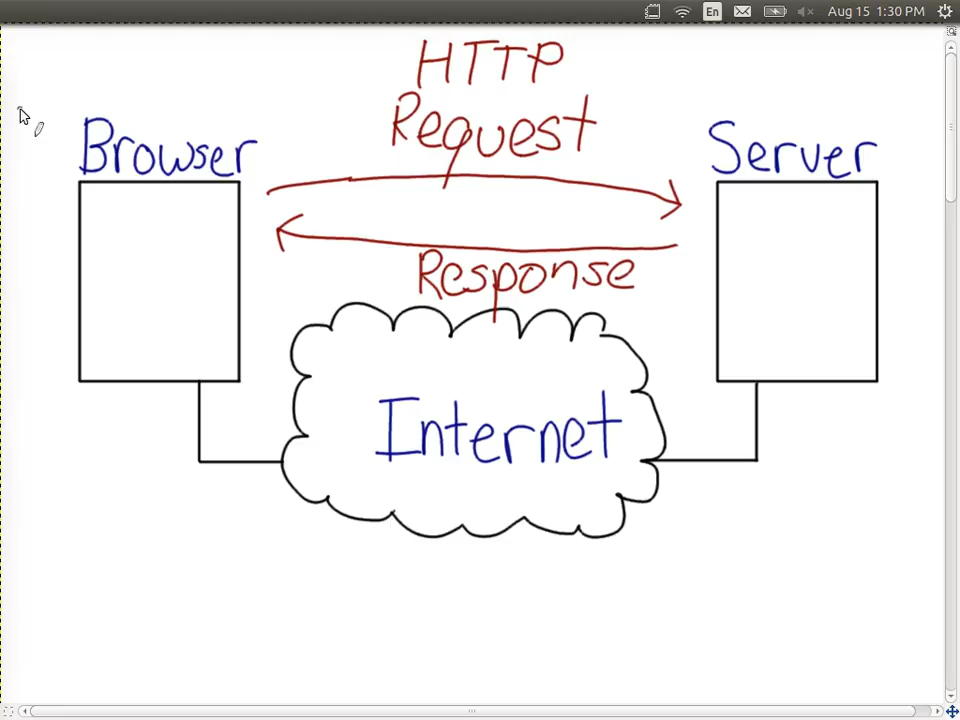 En Aug 15 1:30 PM
HTTP
Request
Browser
Server
Response
Internet